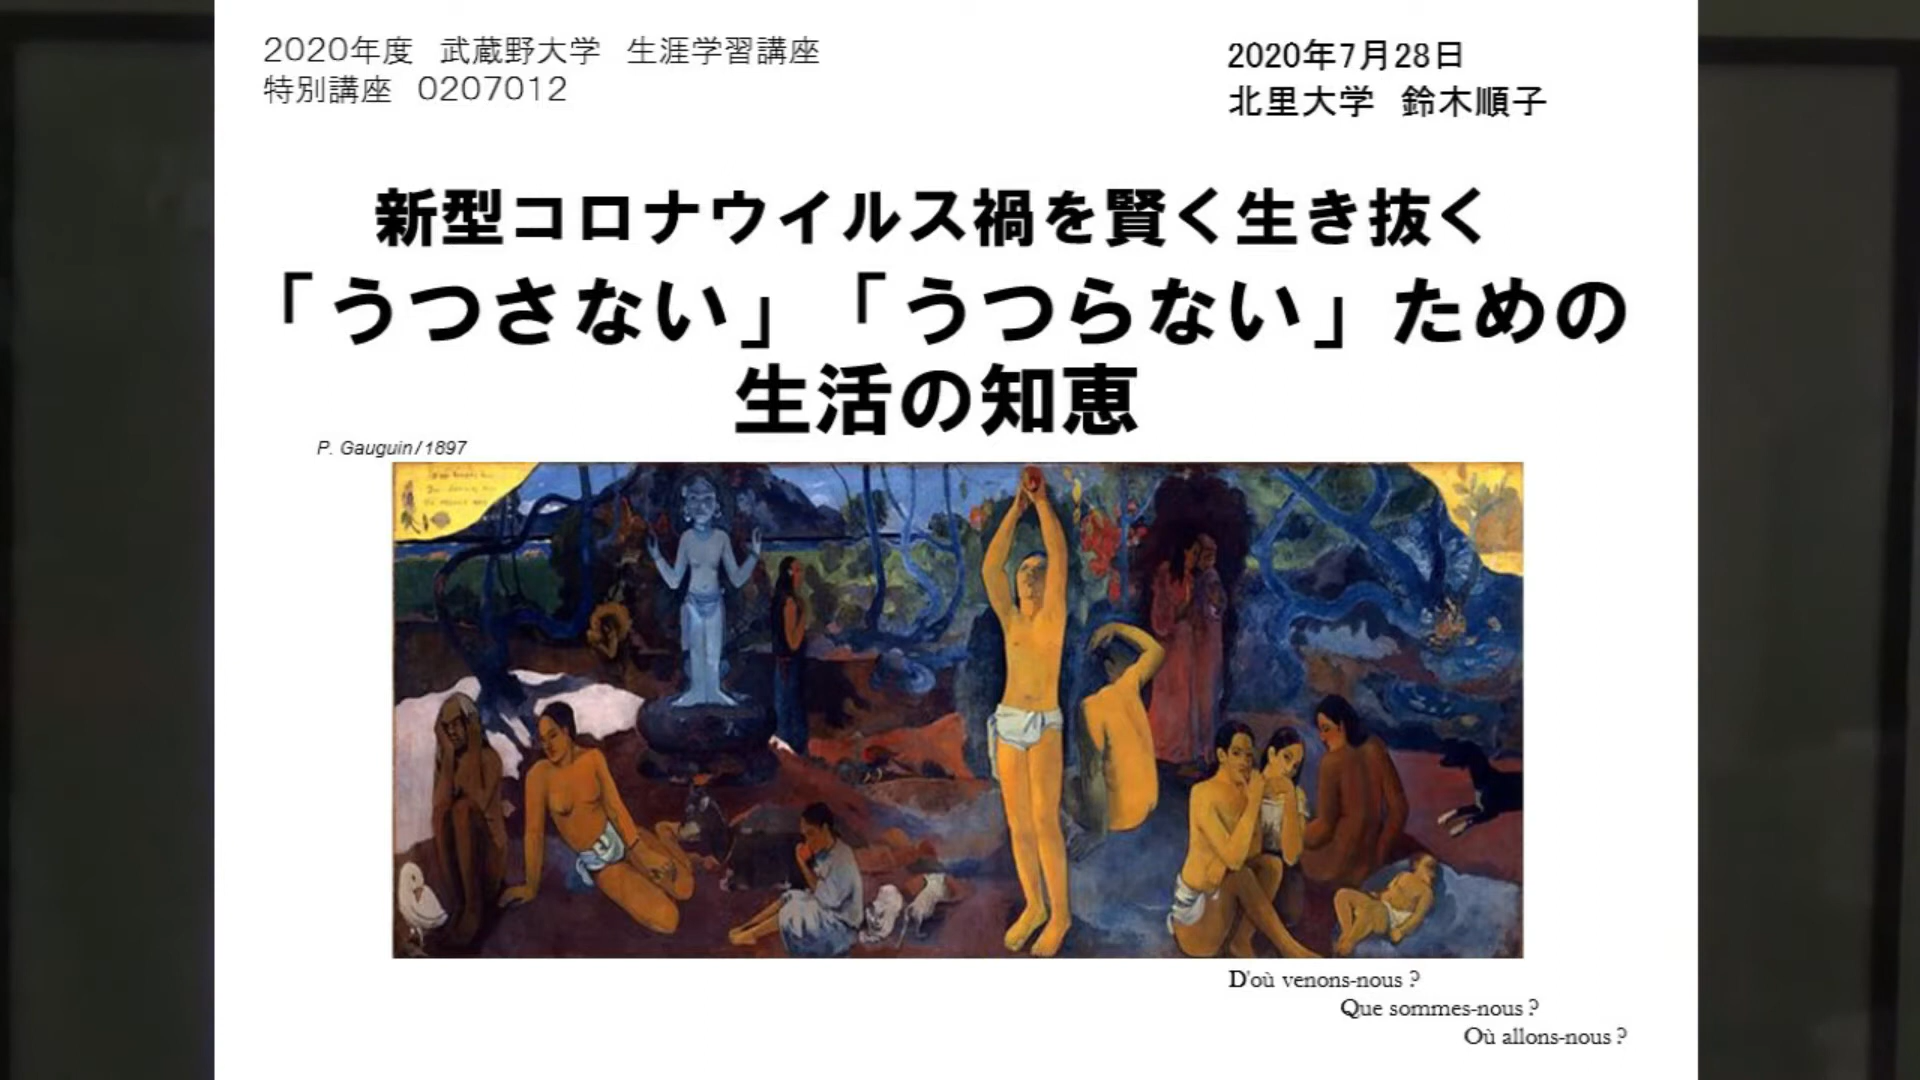 2020年度　武蔵野大学　生涯学習講座
特別講座　0207012
2020年7月28日
北里大学　鈴木順子
新型コロナウイルス禍を賢く生き抜く
「うつさない」「うつらない」ための
生活の知恵
P. Gauguin/1897
D'où venons-nous ?
Que sommes-nous ?
Où allons-nous ?